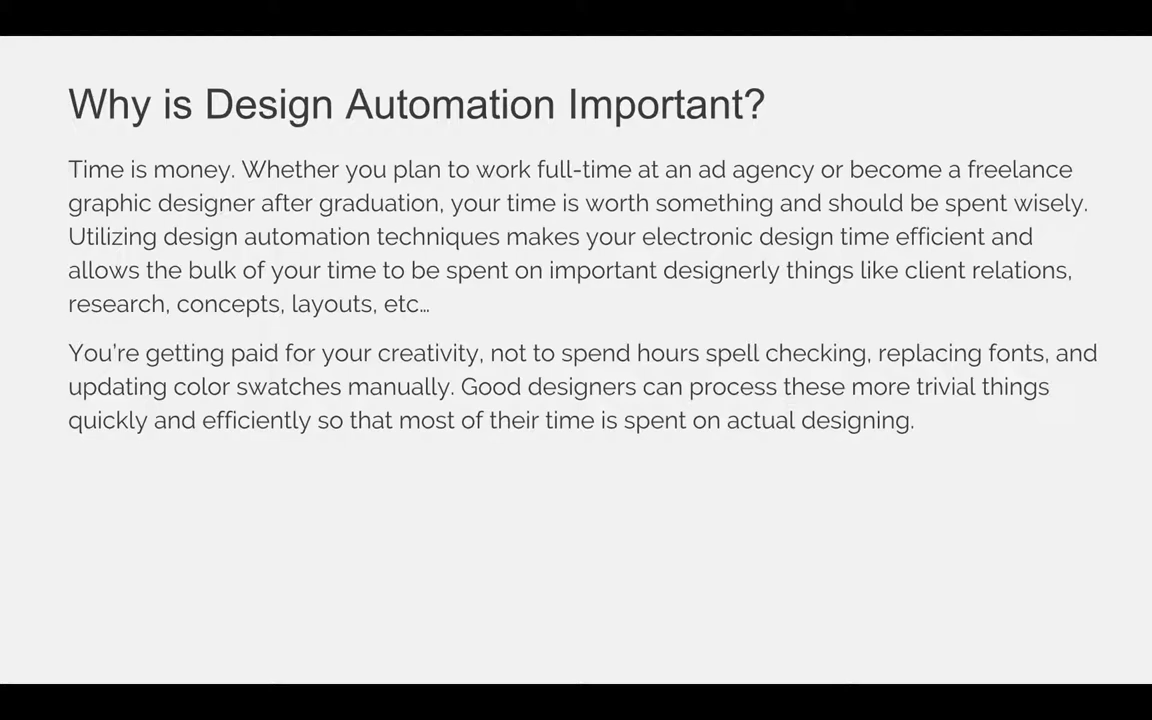 Why is Design Automation Important?
Time is money. Whether you plan to work full-time at an ad agency or become a freelance
graphic designer after graduation, your time is worth something and should be spent wisely.
Utilizing design automation techniques makes your electronic design time efficient and
allows the bulk of your time to be spent on important designerly things like client relations,
research, concepts, layouts, etc…
You’re getting paid for your creativity, not to spend hours spell checking, replacing fonts, and
updating color swatches manually. Good designers can process these more trivial things
quickly and efficiently so that most of their time is spent on actual designing.